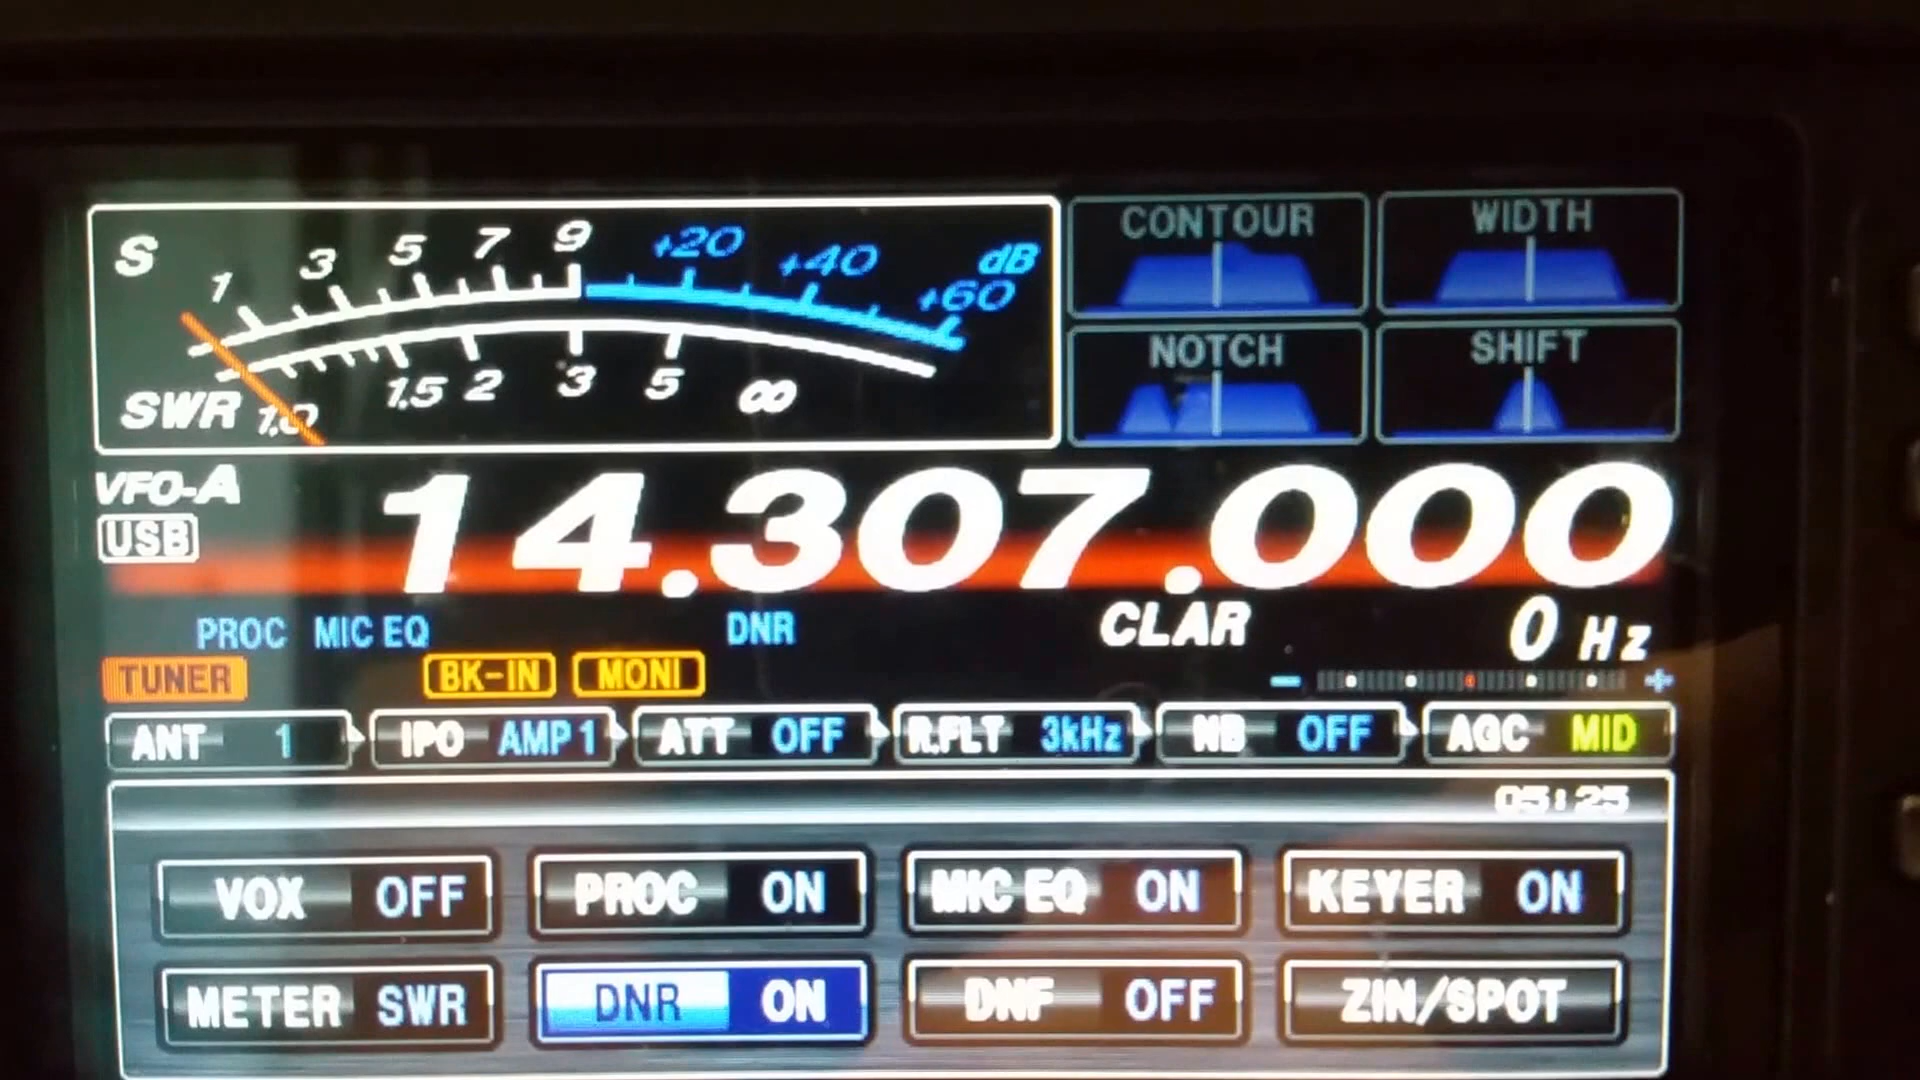 S 1 3 5 7 9 +20 +40 +60 dB
SWR 1.0 1.5 2 3 5 ∞
CONTOUR WIDTH
NOTCH SHIFT
VFO-A
USB
14.307.000
PROC MIC EQ DNR CLAR 0 Hz
TUNER BK-IN MONI − +
ANT 1 IPO AMP1 ATT OFF R.FLT 3kHz NB OFF AGC MID
05:25
VOX OFF PROC ON MIC EQ ON KEYER ON
METER SWR DNR ON DNF OFF ZIN/SPOT